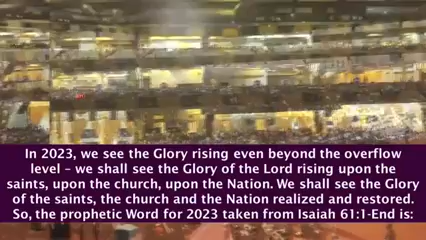 In 2023, we see the Glory rising even beyond the overflow
level – we shall see the Glory of the Lord rising upon the
saints, upon the church, upon the Nation. We shall see the Glory
of the saints, the church and the Nation realized and restored.
So, the prophetic Word for 2023 taken from Isaiah 61:1-End is: